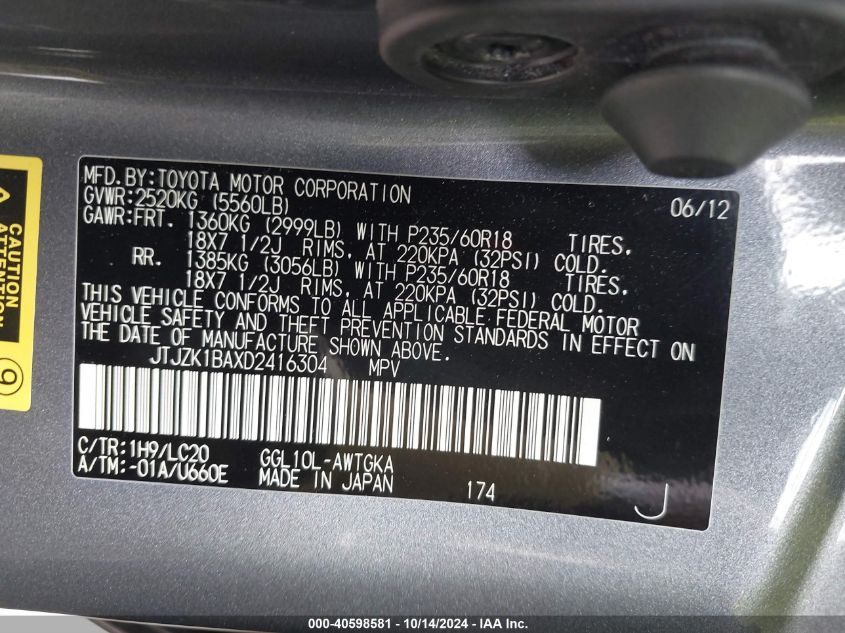 MFD.BY:TOYOTA MOTOR CORPORATION 06/12
GVWR:2520KG (5560LB)
GAWR:FRT. 1360KG (2999LB) WITH P235/60R18 TIRES,
18X7 1/2J RIMS, AT 220KPA (32PSI) COLD.
RR. 1385KG (3056LB) WITH P235/60R18 TIRES,
18X7 1/2J RIMS, AT 220KPA (32PSI) COLD.
THIS VEHICLE CONFORMS TO ALL APPLICABLE FEDERAL MOTOR
VEHICLE SAFETY AND THEFT PREVENTION STANDARDS IN EFFECT ON
THE DATE OF MANUFACTURE SHOWN ABOVE.
JTJZK1BAXD2416304 MPV
C/TR:1H9/LC20 GGL10L-AWTGKA
A/TM:-01A/U660E MADE IN JAPAN 174
J
CAUTION
ATTENTION
9
000-40598581 - 10/14/2024 - IAA Inc.